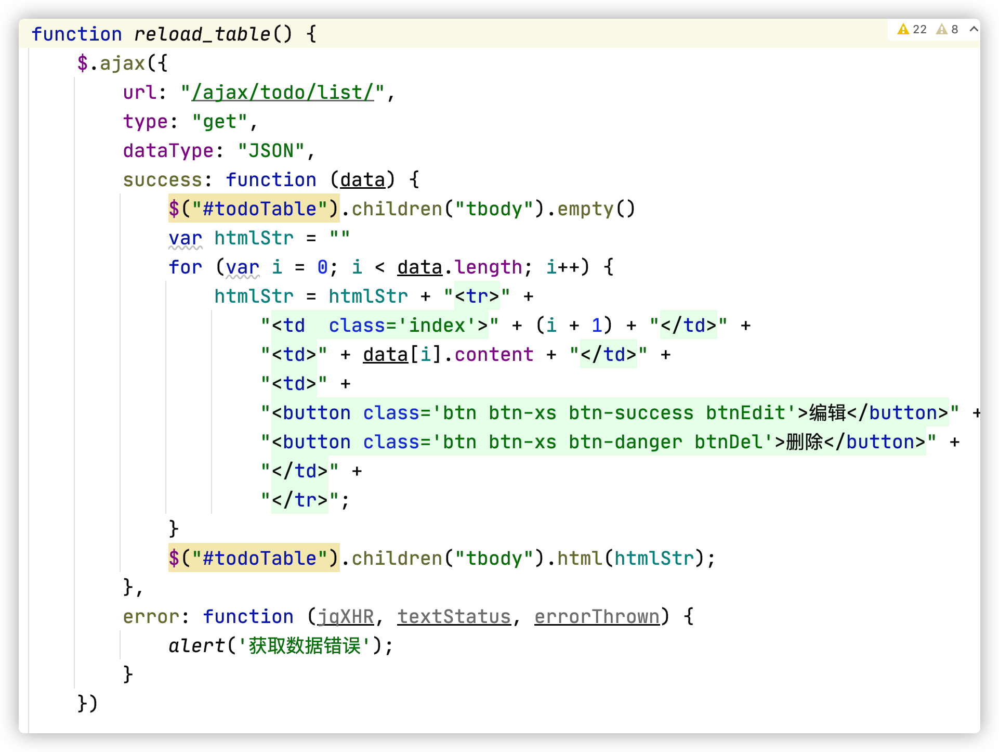 function reload_table() {
22 8
    $.ajax({
        url: "/ajax/todo/list/",
        type: "get",
        dataType: "JSON",
        success: function (data) {
            $("#todoTable").children("tbody").empty()
            var htmlStr = ""
            for (var i = 0; i < data.length; i++) {
                htmlStr = htmlStr + "<tr>" +
                    "<td  class='index'>" + (i + 1) + "</td>" +
                    "<td>" + data[i].content + "</td>" +
                    "<td>" +
                    "<button class='btn btn-xs btn-success btnEdit'>编辑</button>" +
                    "<button class='btn btn-xs btn-danger btnDel'>删除</button>" +
                    "</td>" +
                    "</tr>";
            }
            $("#todoTable").children("tbody").html(htmlStr);
        },
        error: function (jqXHR, textStatus, errorThrown) {
            alert('获取数据错误');
        }
    })